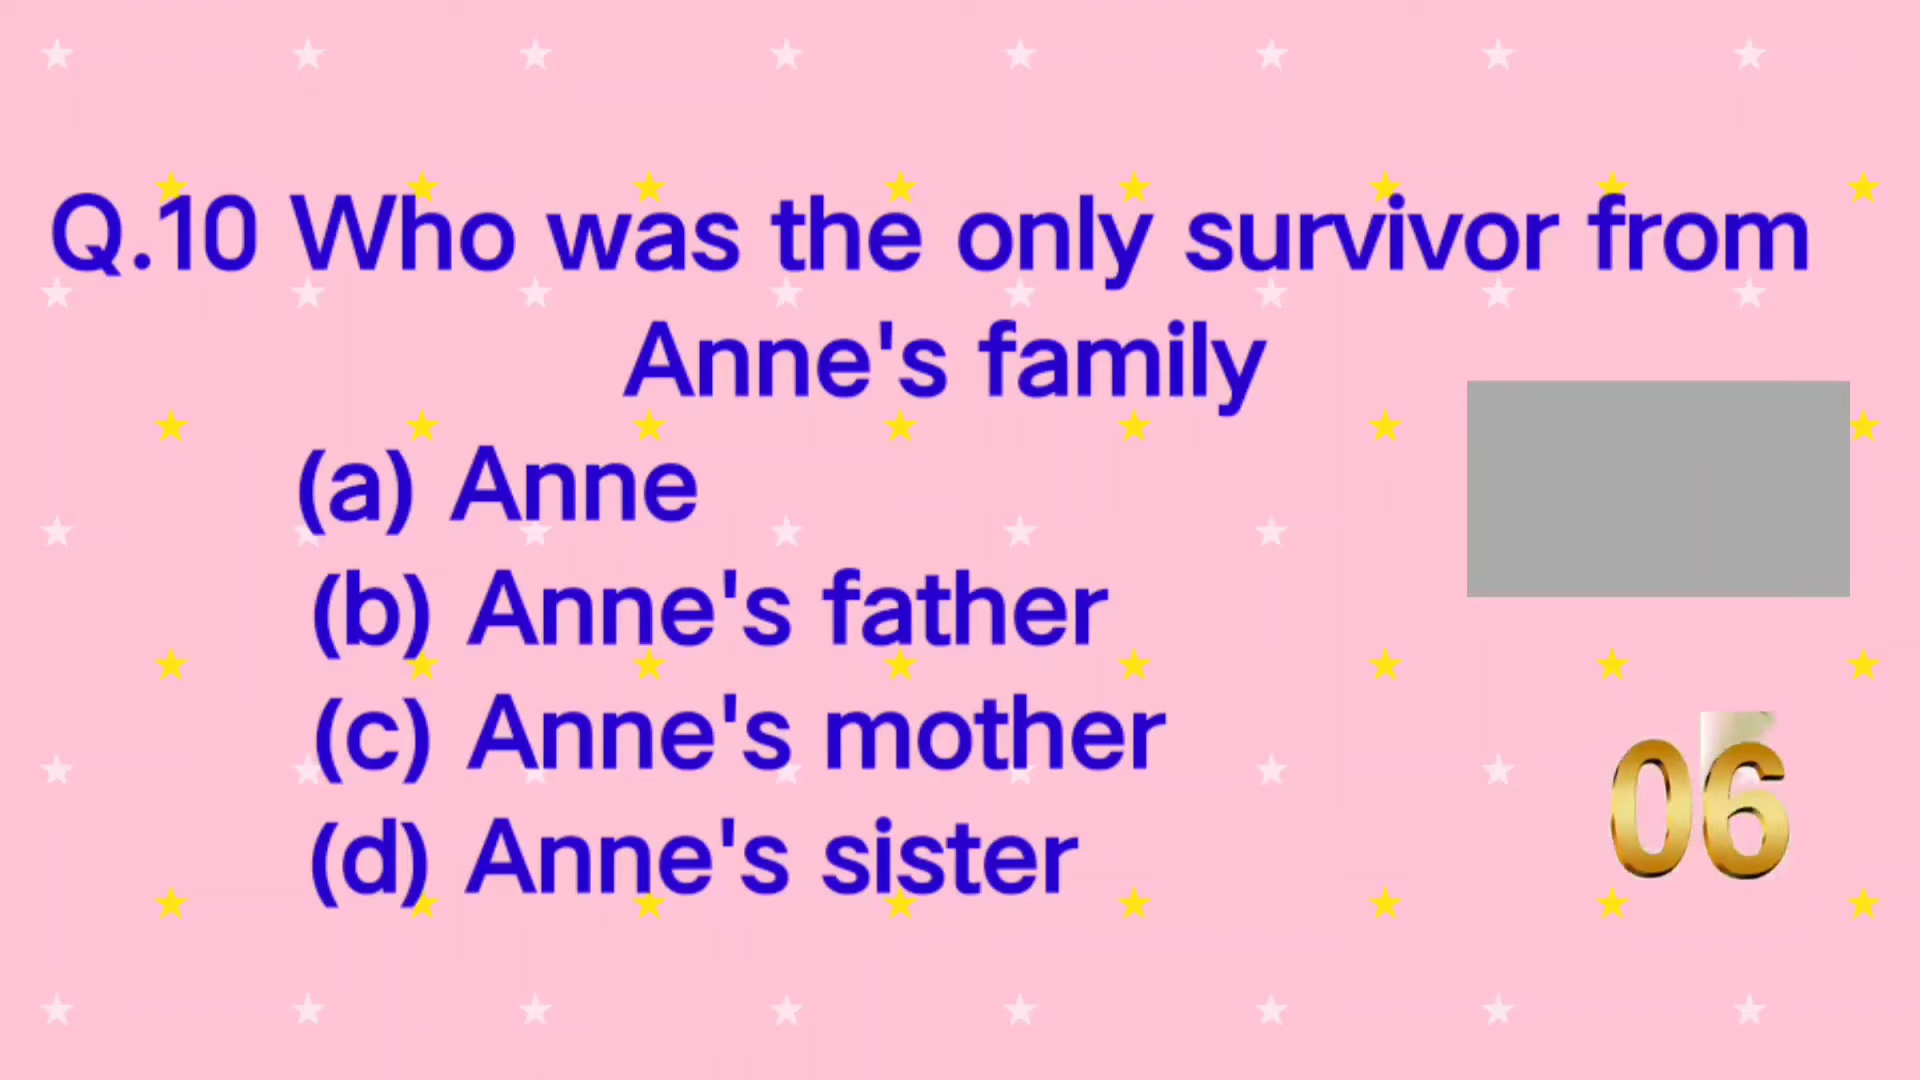 Q.10 Who was the only survivor from
Anne's family
(a) Anne
(b) Anne's father
(c) Anne's mother
(d) Anne's sister
06